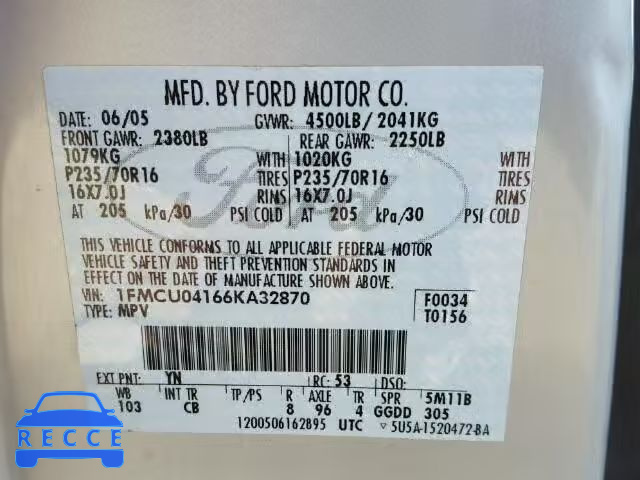 MFD. BY FORD MOTOR CO.
DATE: 06/05 GVWR: 4500LB/ 2041KG
FRONT GAWR: 2380LB REAR GAWR: 2250LB
1079KG WITH 1020KG WITH
P235/70R16 TIRES P235/70R16 TIRES
16X7.0J RIMS 16X7.0J RIMS
AT 205 kPa/30 PSI COLD AT 205 kPa/30 PSI COLD
Ford
THIS VEHICLE CONFORMS TO ALL APPLICABLE FEDERAL MOTOR
VEHICLE SAFETY AND THEFT PREVENTION STANDARDS IN
EFFECT ON THE DATE OF MANUFACTURE SHOWN ABOVE.
VIN: 1FMCU04166KA32870 F0034
TYPE: MPV T0156
EXT PNT: YN RC: 53 DSO:
WB INT TR TP/PS R AXLE TR SPR 5M11B
103 CB 8 96 4 GGDD 305
1200506162895 UTC ▽ 5U5A-1520472-BA
RECCE